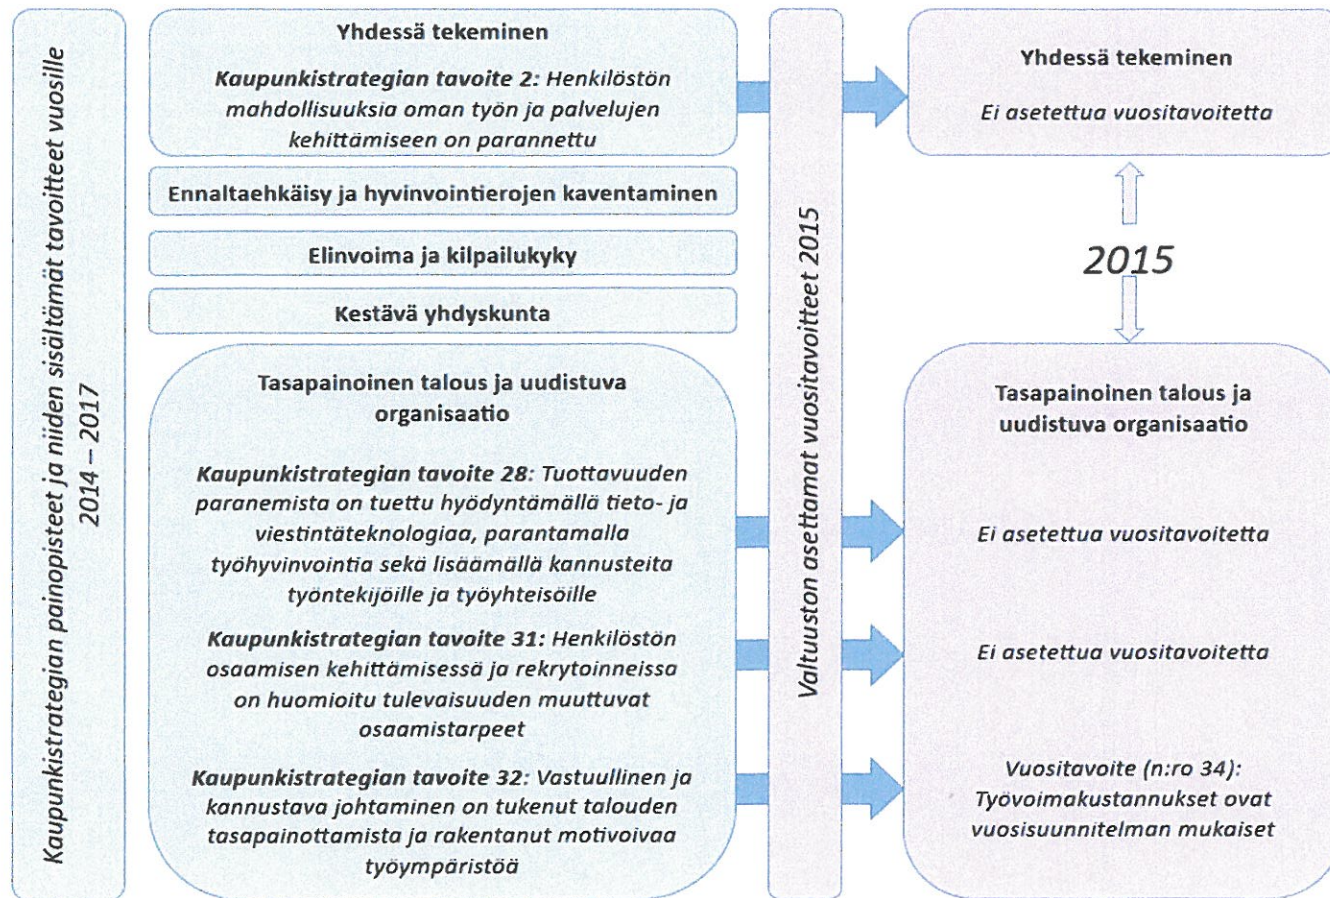 Kaupunkistrategian painopisteet ja niiden sisältämät tavoitteet vuosille
2014 – 2017
Yhdessä tekeminen
Kaupunkistrategian tavoite 2: Henkilöstön
mahdollisuuksia oman työn ja palvelujen
kehittämiseen on parannettu
Ennaltaehkäisy ja hyvinvointierojen kaventaminen
Elinvoima ja kilpailukyky
Kestävä yhdyskunta
Tasapainoinen talous ja uudistuva
organisaatio
Kaupunkistrategian tavoite 28: Tuottavuuden
paranemista on tuettu hyödyntämällä tieto- ja
viestintäteknologiaa, parantamalla
työhyvinvointia sekä lisäämällä kannusteita
työntekijöille ja työyhteisöille
Kaupunkistrategian tavoite 31: Henkilöstön
osaamisen kehittämisessä ja rekrytoinneissa
on huomioitu tulevaisuuden muuttuvat
osaamistarpeet
Kaupunkistrategian tavoite 32: Vastuullinen ja
kannustava johtaminen on tukenut talouden
tasapainottamista ja rakentanut motivoivaa
työympäristöä
Valtuuston asettamat vuositavoitteet 2015
Yhdessä tekeminen
Ei asetettua vuositavoitetta
2015
Tasapainoinen talous ja
uudistuva organisaatio
Ei asetettua vuositavoitetta
Ei asetettua vuositavoitetta
Vuositavoite (n:ro 34):
Työvoimakustannukset ovat
vuosisuunnitelman mukaiset